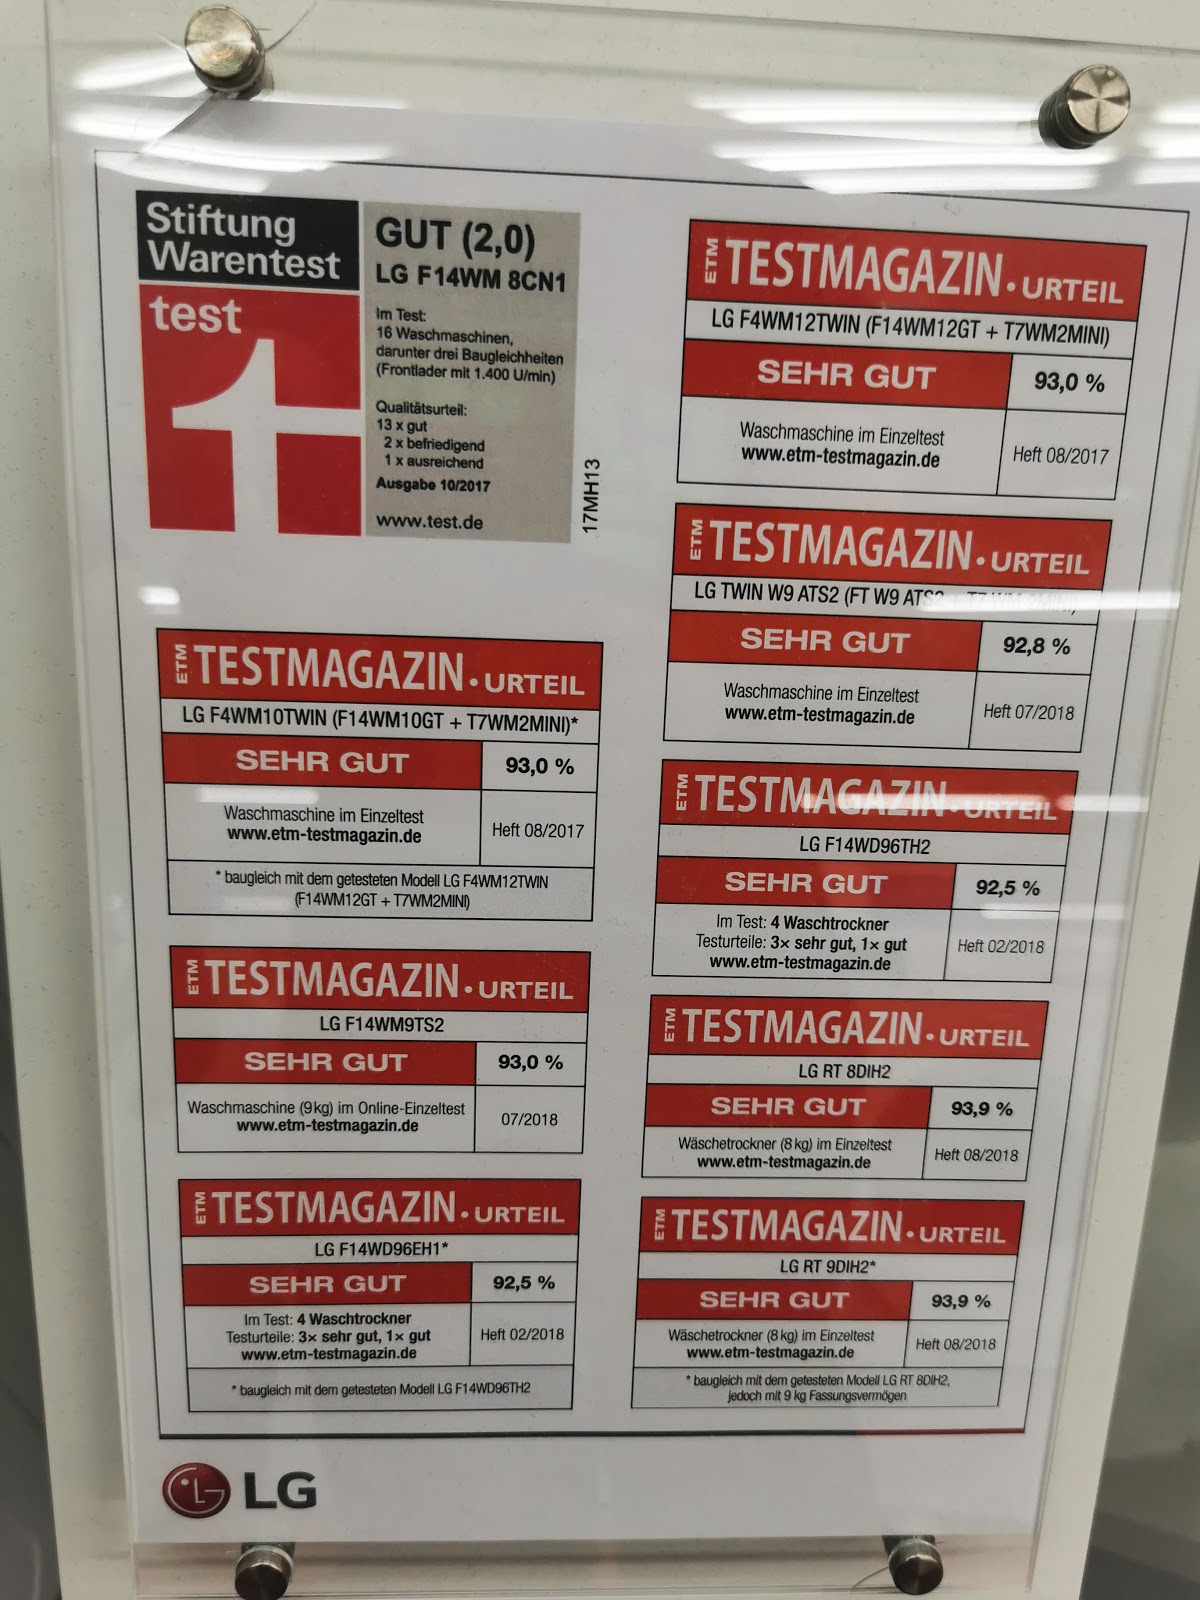 Stiftung
Warentest
test
GUT (2,0)
LG F14WM 8CN1
Im Test:
16 Waschmaschinen,
darunter drei Baugleichheiten
(Frontlader mit 1.400 U/min)
Qualitätsurteil:
13 x gut
2 x befriedigend
1 x ausreichend
Ausgabe 10/2017
www.test.de
17MH13
ETM TESTMAGAZIN · URTEIL
LG F4WM10TWIN (F14WM10GT + T7WM2MINI)*
SEHR GUT 93,0 %
Waschmaschine im Einzeltest
www.etm-testmagazin.de
Heft 08/2017
* baugleich mit dem getesteten Modell LG F4WM12TWIN
(F14WM12GT + T7WM2MINI)
ETM TESTMAGAZIN · URTEIL
LG F14WM9TS2
SEHR GUT 93,0 %
Waschmaschine (9 kg) im Online-Einzeltest
www.etm-testmagazin.de
07/2018
ETM TESTMAGAZIN · URTEIL
LG F14WD96EH1*
SEHR GUT 92,5 %
Im Test: 4 Waschtrockner
Testurteile: 3× sehr gut, 1× gut
www.etm-testmagazin.de
Heft 02/2018
* baugleich mit dem getesteten Modell LG F14WD96TH2
ETM TESTMAGAZIN · URTEIL
LG F4WM12TWIN (F14WM12GT + T7WM2MINI)
SEHR GUT 93,0 %
Waschmaschine im Einzeltest
www.etm-testmagazin.de
Heft 08/2017
ETM TESTMAGAZIN · URTEIL
LG TWIN W9 ATS2 (FT W9 ATS2 + T7 WM 2MINI)
SEHR GUT 92,8 %
Waschmaschine im Einzeltest
www.etm-testmagazin.de
Heft 07/2018
ETM TESTMAGAZIN · URTEIL
LG F14WD96TH2
SEHR GUT 92,5 %
Im Test: 4 Waschtrockner
Testurteile: 3× sehr gut, 1× gut
www.etm-testmagazin.de
Heft 02/2018
ETM TESTMAGAZIN · URTEIL
LG RT 8DIH2
SEHR GUT 93,9 %
Wäschetrockner (8 kg) im Einzeltest
www.etm-testmagazin.de
Heft 08/2018
ETM TESTMAGAZIN · URTEIL
LG RT 9DIH2*
SEHR GUT 93,9 %
Wäschetrockner (8 kg) im Einzeltest
www.etm-testmagazin.de
Heft 08/2018
* baugleich mit dem getesteten Modell LG RT 8DIH2,
jedoch mit 9 kg Fassungsvermögen
LG